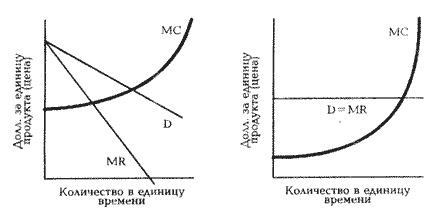 Долл. за единицу
продукта (цена)
MC
D
MR
Количество в единицу
времени
Долл. за единицу
продукта (цена)
MC
D = MR
Количество в единицу
времени